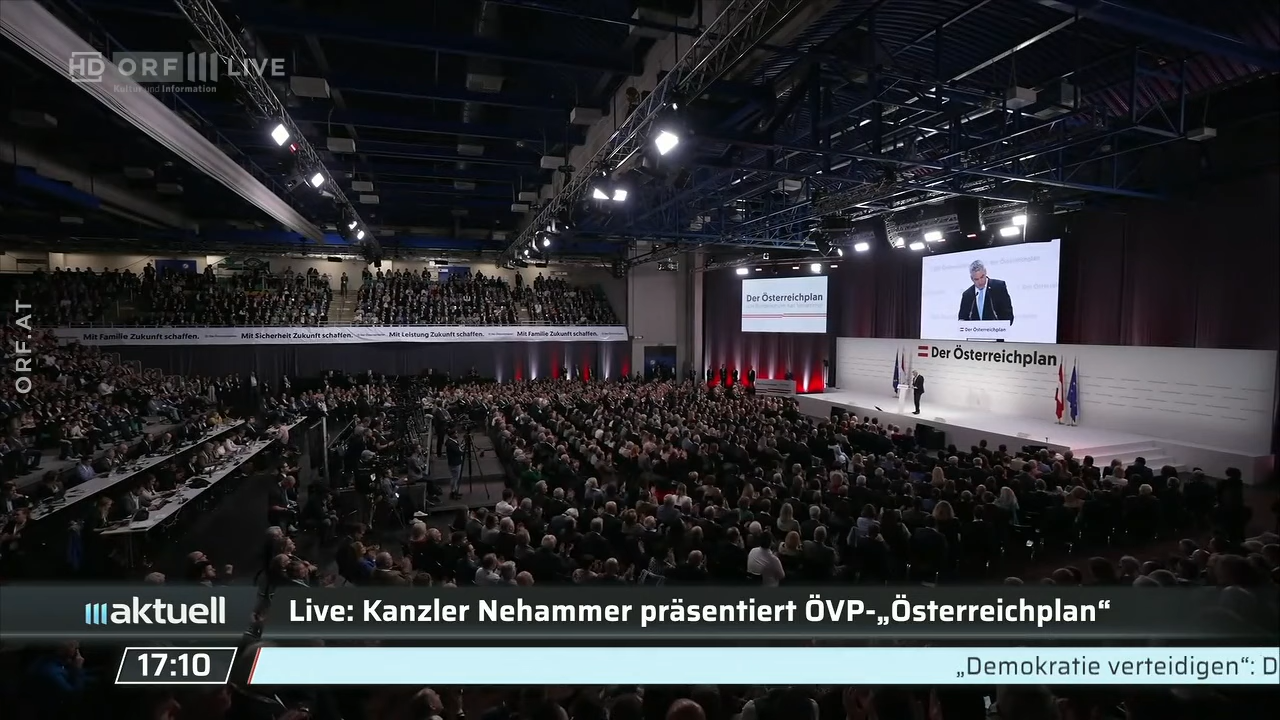 HD ORF III LIVE
Kultur und Information
ORF.AT
Der Österreichplan
Der Österreichplan
Der Österreichplan
Mit Familie Zukunft schaffen.
Mit Sicherheit Zukunft schaffen.
Mit Leistung Zukunft schaffen.
Mit Familie Zukunft schaffen.
III aktuell
Live: Kanzler Nehammer präsentiert ÖVP-„Österreichplan“
17:10
„Demokratie verteidigen“: D